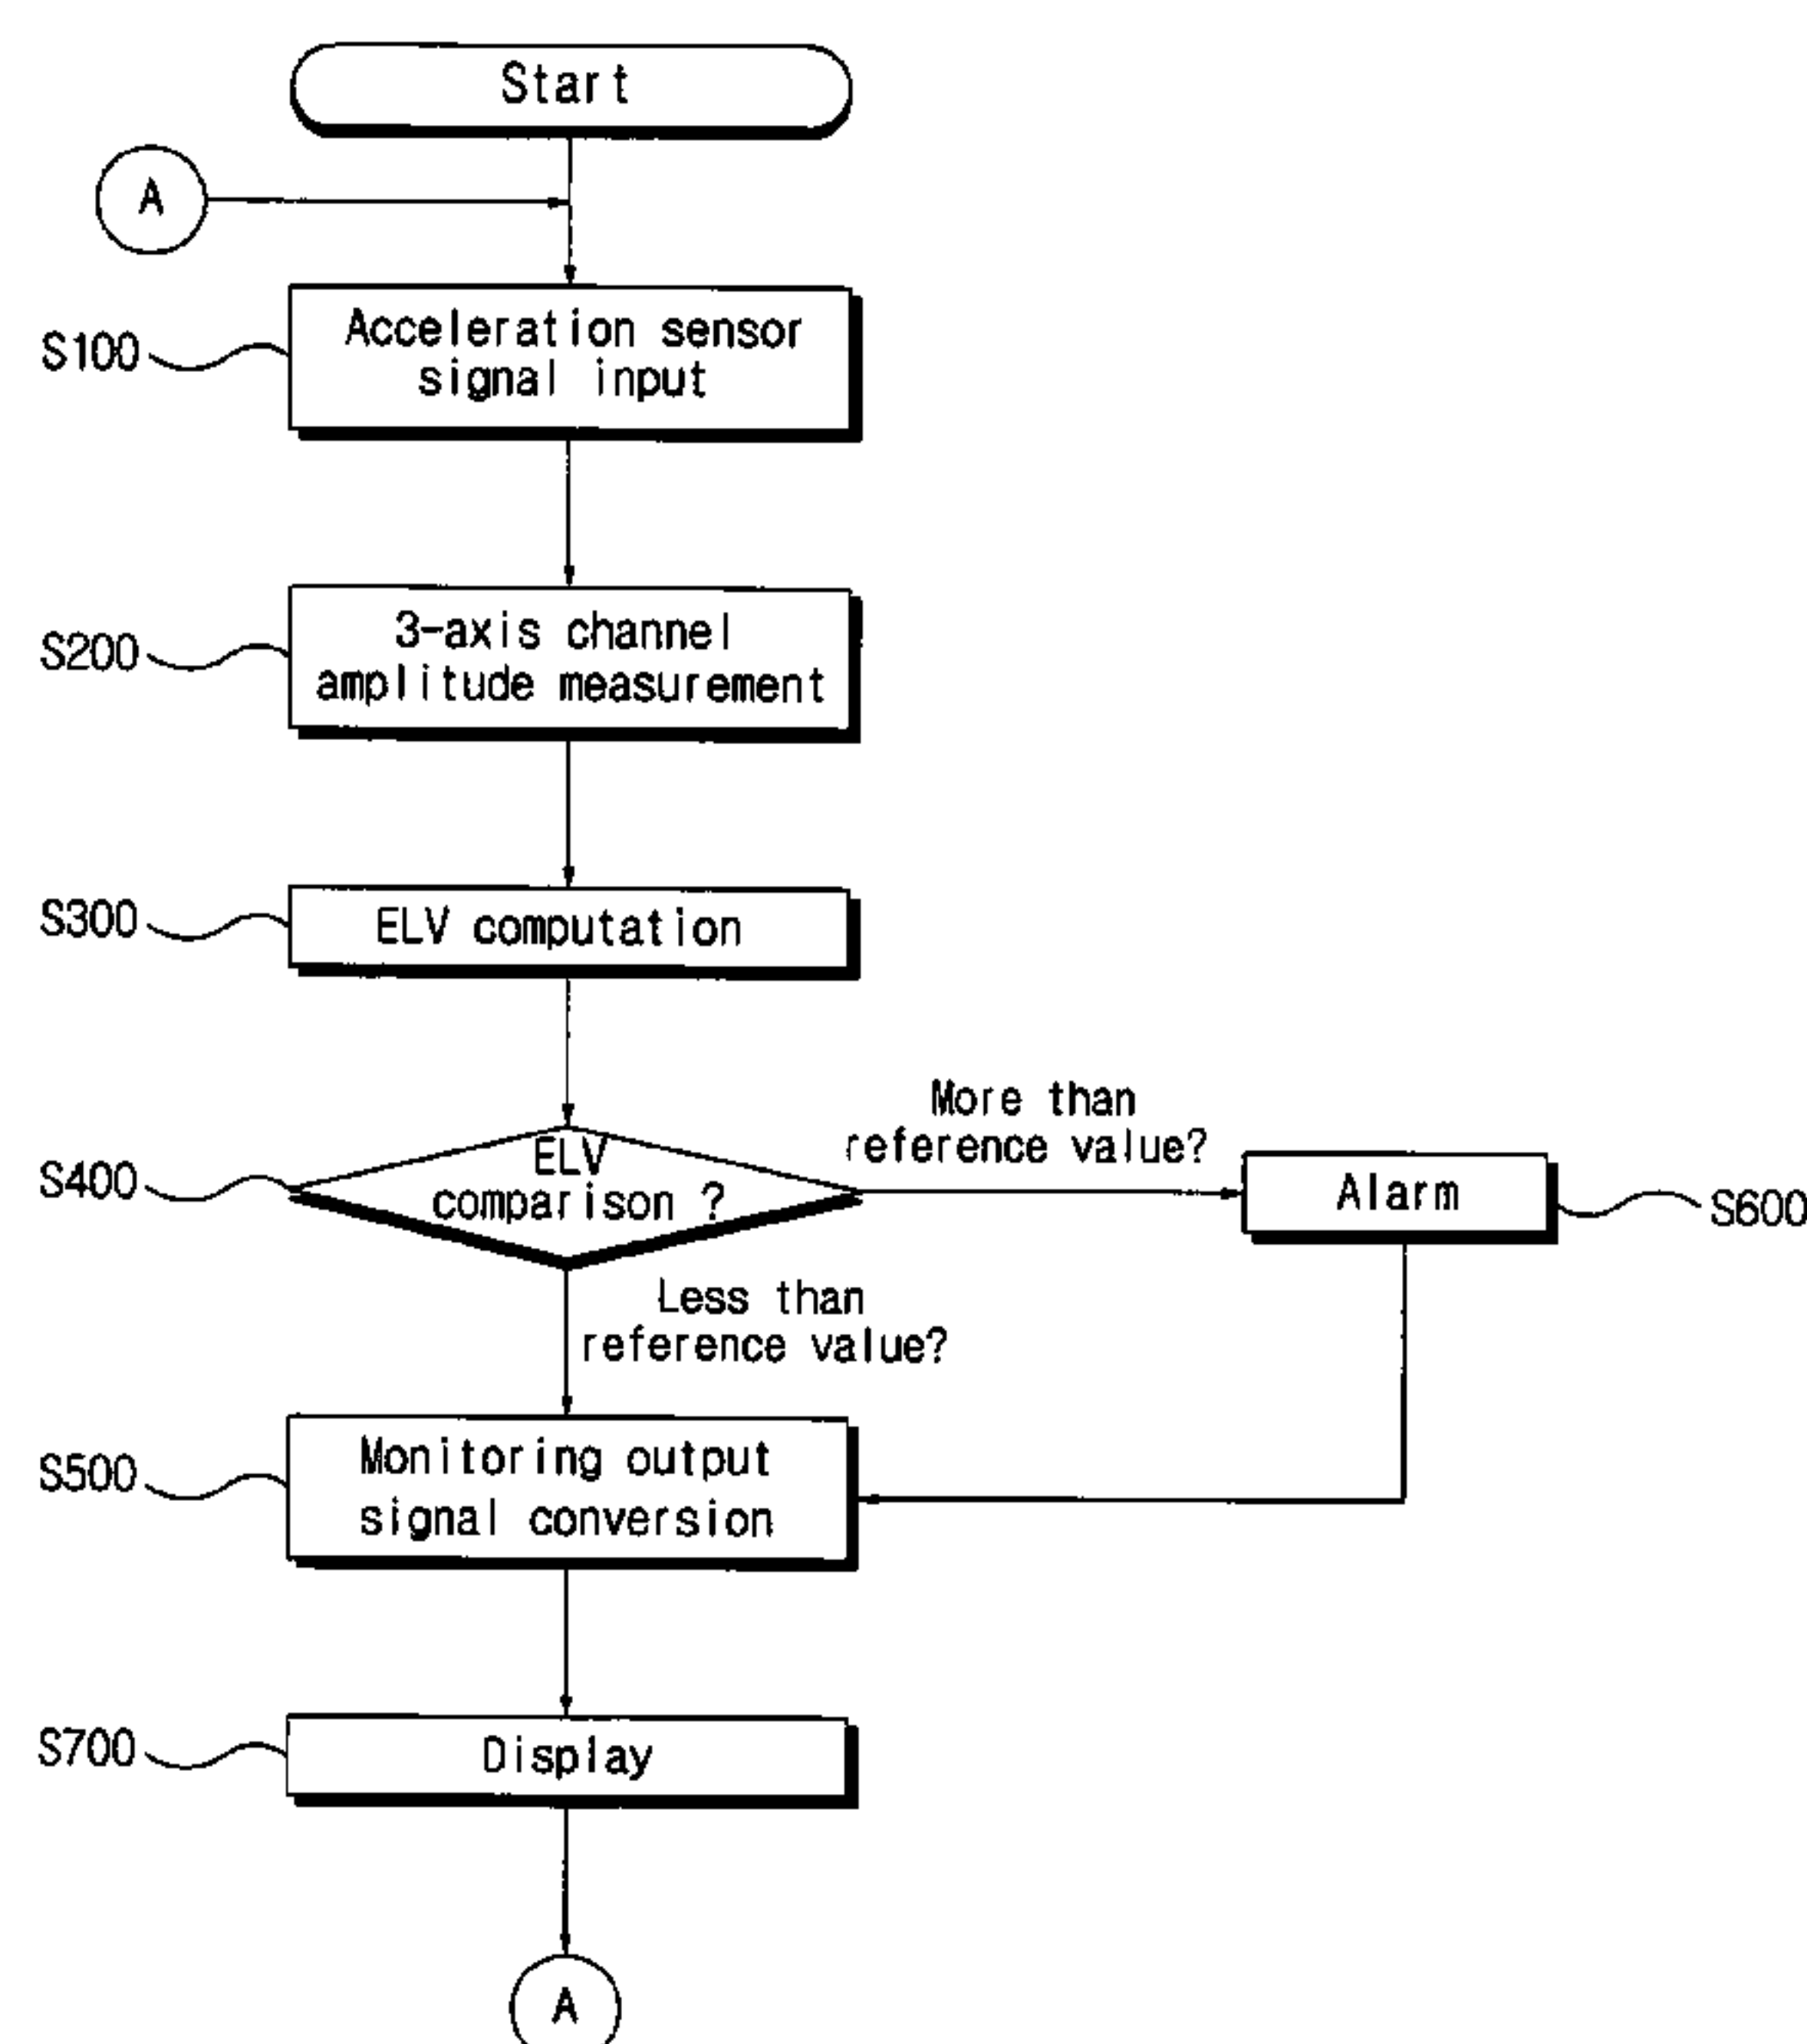 Start
A
S100
Acceleration sensor
signal input
S200
3-axis channel
amplitude measurement
S300
ELV computation
More than
reference value?
S400
ELV
comparison ?
Alarm
S600
Less than
reference value?
S500
Monitoring output
signal conversion
S700
Display
A